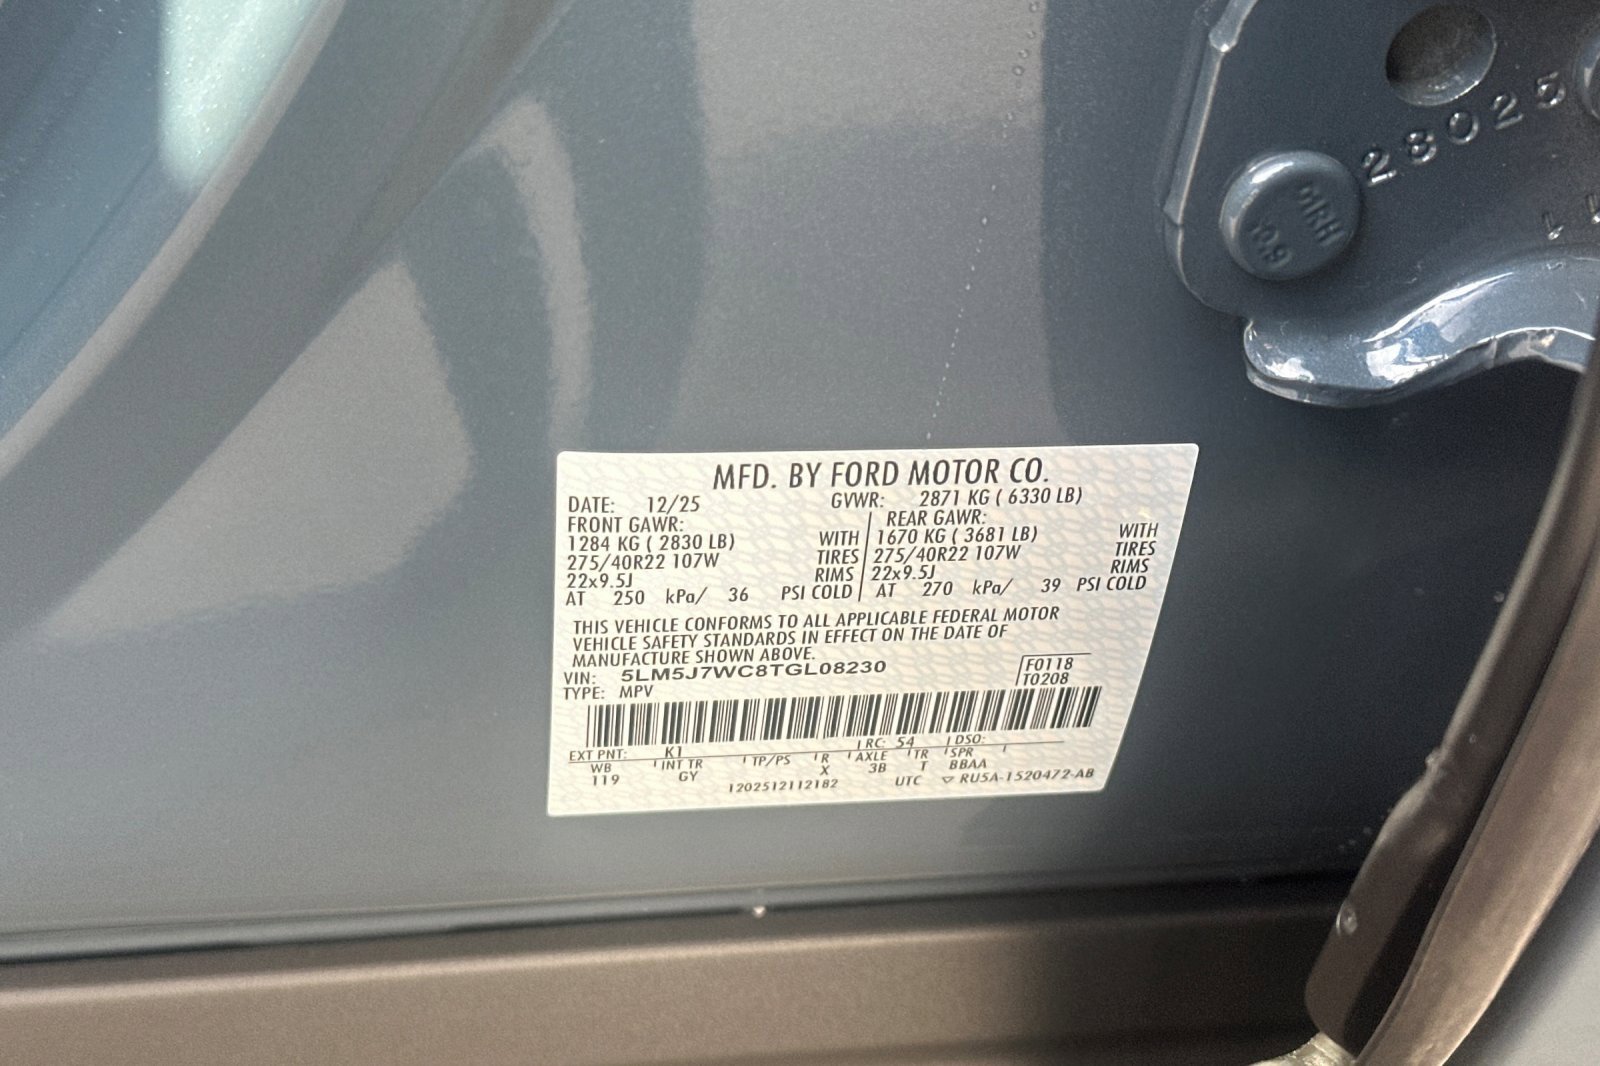 28025
MFD. BY FORD MOTOR CO.
DATE: 12/25 GVWR: 2871 KG ( 6330 LB)
FRONT GAWR: REAR GAWR:
1284 KG ( 2830 LB) WITH 1670 KG ( 3681 LB) WITH
275/40R22 107W TIRES 275/40R22 107W TIRES
22x9.5J RIMS 22x9.5J RIMS
AT 250 kPa/ 36 PSI COLD AT 270 kPa/ 39 PSI COLD
THIS VEHICLE CONFORMS TO ALL APPLICABLE FEDERAL MOTOR
VEHICLE SAFETY STANDARDS IN EFFECT ON THE DATE OF
MANUFACTURE SHOWN ABOVE.
VIN: 5LM5J7WC8TGL08230 F0118
TYPE: MPV T0208
EXT PNT: K1 RC: 54 DSO:
WB INT TR TP/PS R AXLE TR SPR
119 GY X 3B T BBAA
1202512112182 UTC ▽ RU5A-1520472-AB